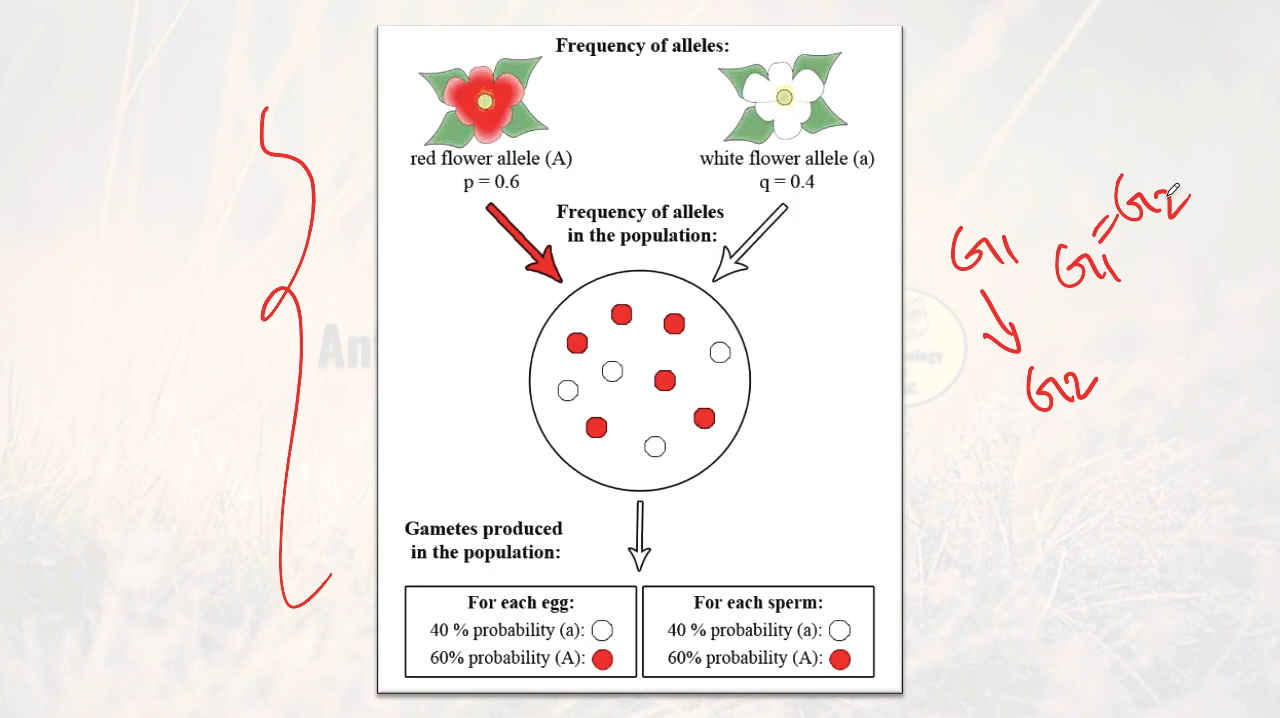 Frequency of alleles:
red flower allele (A)
p = 0.6
white flower allele (a)
q = 0.4
Frequency of alleles
in the population:
G1
G2
G1 = G2
Gametes produced
in the population:
For each egg:
40 % probability (a):
60% probability (A):
For each sperm:
40 % probability (a):
60% probability (A):